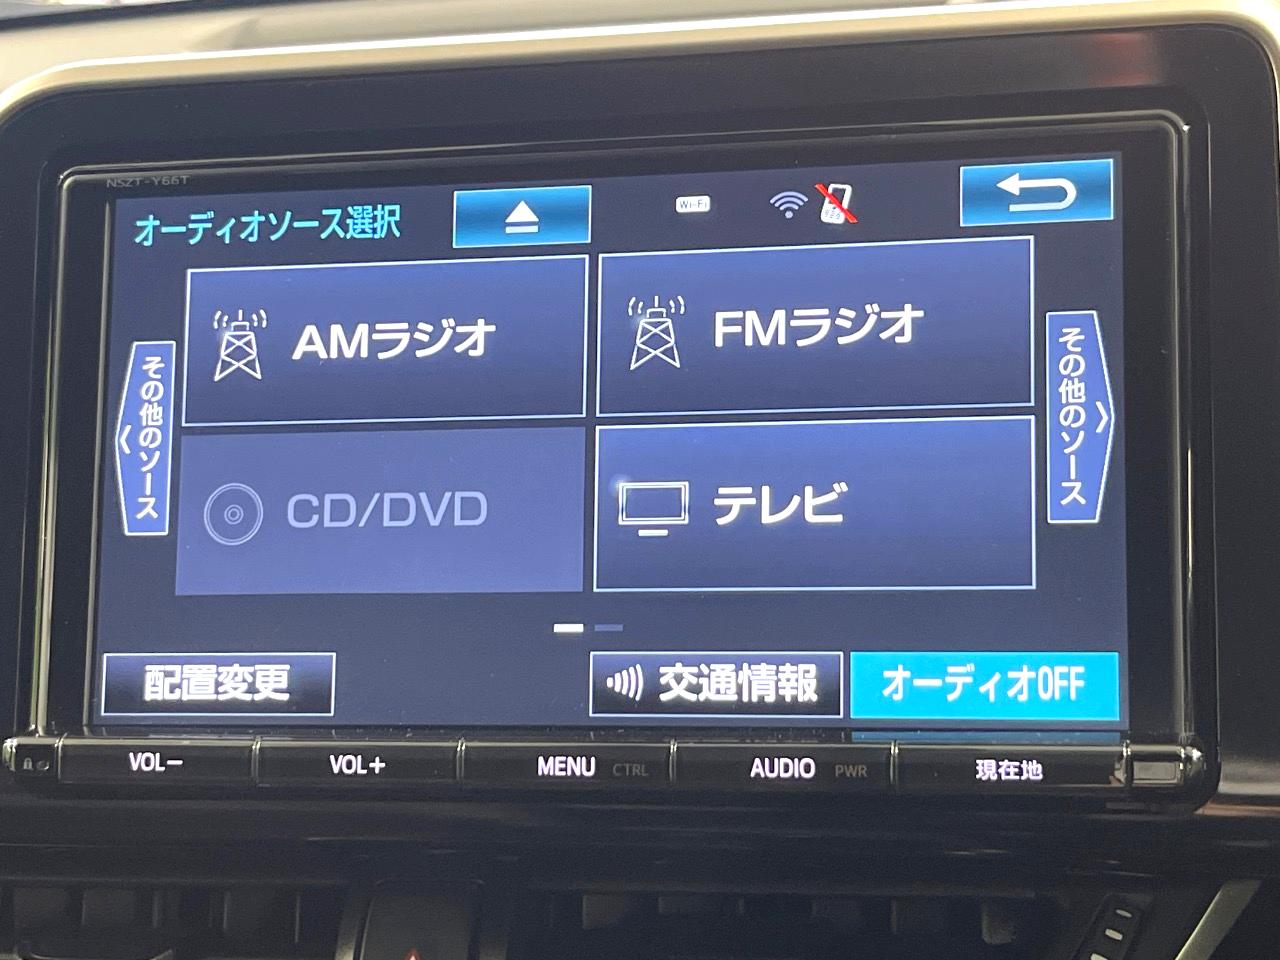 NSZT-Y66T
オーディオソース選択
Wi-Fi
AMラジオ
FMラジオ
その他のソース
その他のソース
CD/DVD
テレビ
配置変更
交通情報
オーディオOFF
VOL−
VOL+
MENU CTRL
AUDIO PWR
現在地